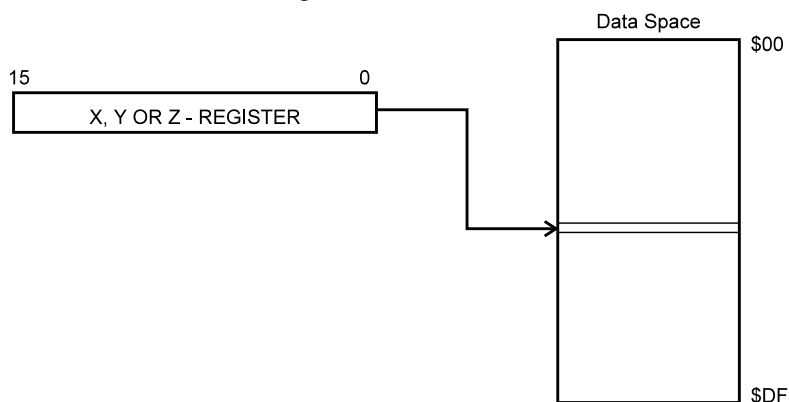 Data Space
$00
15 0
X, Y OR Z - REGISTER
$DF